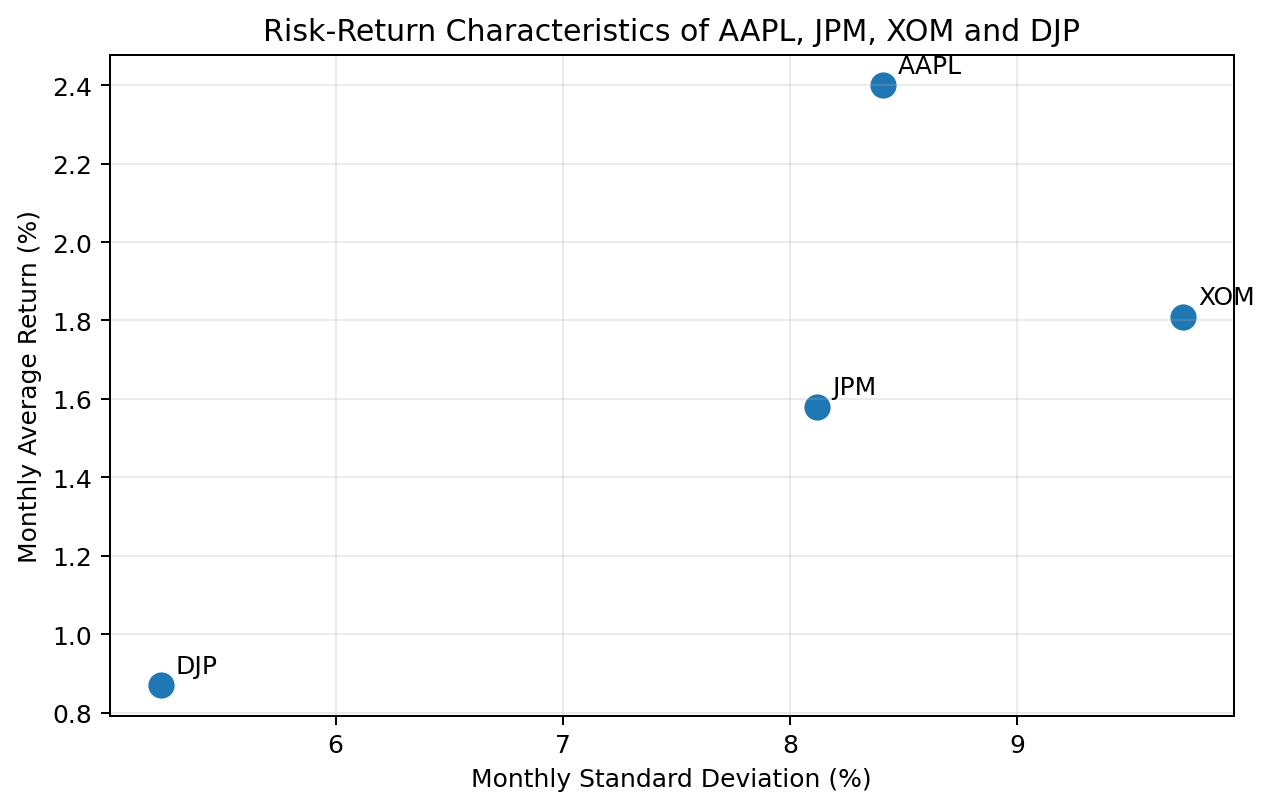 Risk-Return Characteristics of AAPL, JPM, XOM and DJP
AAPL
XOM
JPM
DJP
Monthly Average Return (%)
2.4
2.2
2.0
1.8
1.6
1.4
1.2
1.0
0.8
6 7 8 9
Monthly Standard Deviation (%)